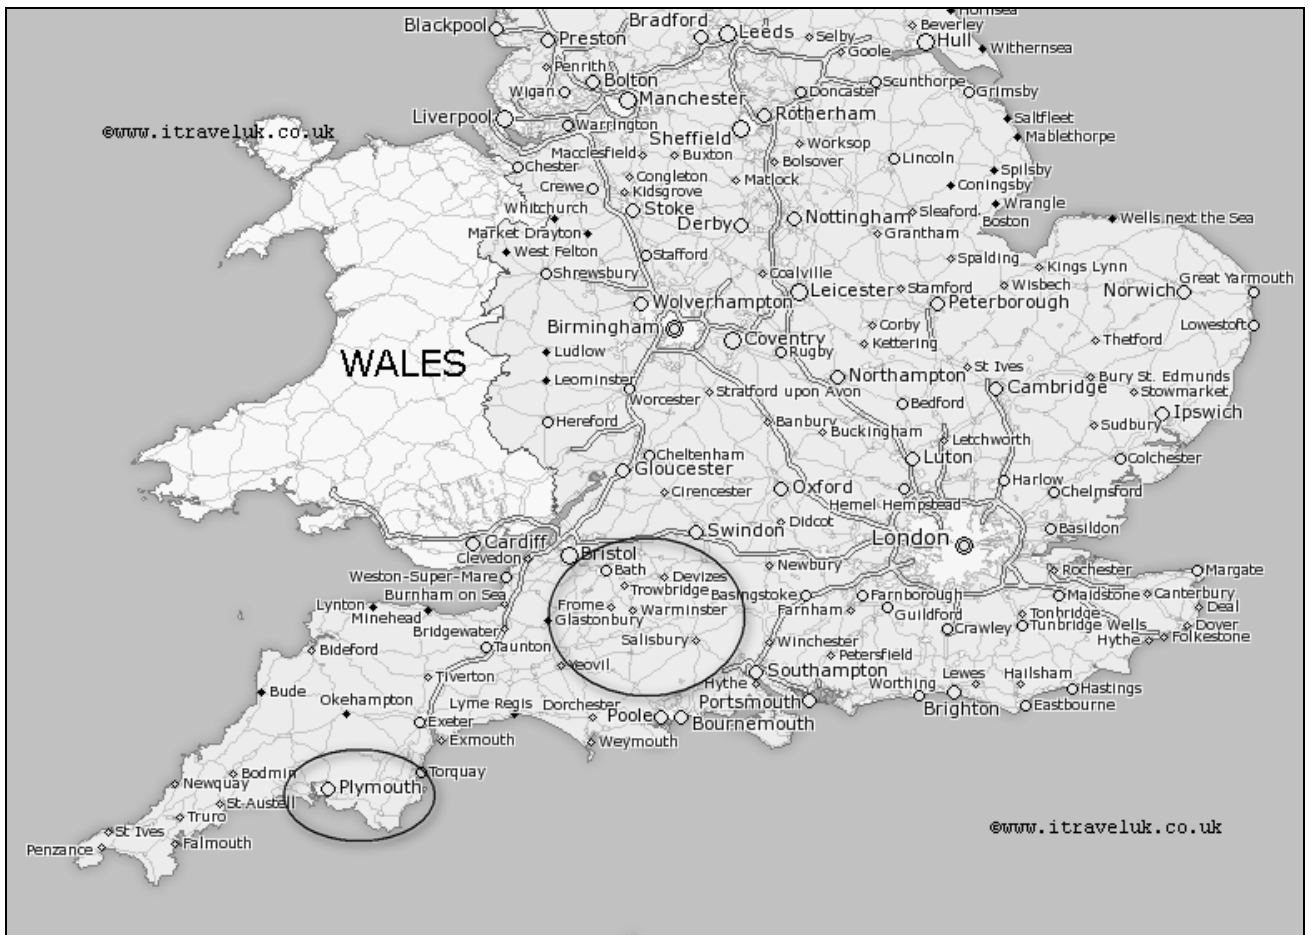 Hornsea
Blackpool
Bradford
Beverley
Preston
Leeds
Selby
Hull
Goole
Withernsea
Penrith
Bolton
Scunthorpe
Wigan
Manchester
Doncaster
Grimsby
Liverpool
Warrington
Rotherham
Saltfleet
©www.itraveluk.co.uk
Sheffield
Mablethorpe
Worksop
Macclesfield
Buxton
Bolsover
Lincoln
Chester
Congleton
Matlock
Spilsby
Crewe
Kidsgrove
Coningsby
Whitchurch
Stoke
Nottingham
Sleaford
Wrangle
Derby
Boston
Wells next the Sea
Market Drayton
Grantham
West Felton
Stafford
Spalding
Kings Lynn
Shrewsbury
Coalville
Great Yarmouth
Leicester
Stamford
Wisbech
Norwich
Wolverhampton
Peterborough
Birmingham
Corby
Lowestoft
Coventry
Kettering
Thetford
Ludlow
Rugby
WALES
St Ives
Leominster
Northampton
Cambridge
Bury St. Edmunds
Worcester
Stratford upon Avon
Stowmarket
Bedford
Hereford
Banbury
Ipswich
Buckingham
Sudbury
Letchworth
Cheltenham
Luton
Colchester
Gloucester
Harlow
Cirencester
Oxford
Chelmsford
Hemel Hempstead
Didcot
Swindon
Basildon
Cardiff
London
Bristol
Clevedon
Newbury
Bath
Devizes
Rochester
Margate
Weston-Super-Mare
Trowbridge
Burnham on Sea
Basingstoke
Farnborough
Maidstone
Canterbury
Lynton
Frome
Warminster
Farnham
Guildford
Tonbridge
Deal
Minehead
Glastonbury
Tunbridge Wells
Dover
Bridgewater
Salisbury
Winchester
Crawley
Hythe
Folkestone
Bideford
Taunton
Petersfield
Yeovil
Southampton
Tiverton
Hythe
Worthing
Lewes
Hailsham
Bude
Hastings
Okehampton
Lyme Regis
Dorchester
Portsmouth
Brighton
Eastbourne
Exeter
Poole
Bournemouth
Exmouth
Weymouth
Bodmin
Torquay
Newquay
Plymouth
St Austell
Truro
©www.itraveluk.co.uk
St Ives
Falmouth
Penzance